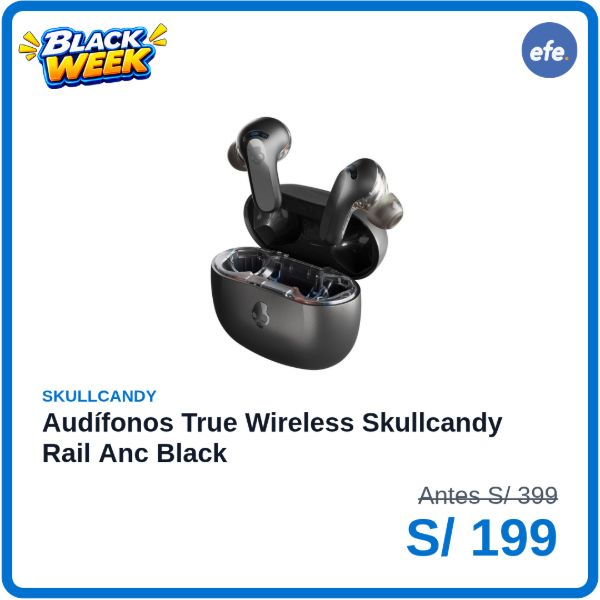 BLACK
WEEK
efe.
SKULLCANDY
Audífonos True Wireless Skullcandy
Rail Anc Black
Antes S/ 399
S/ 199